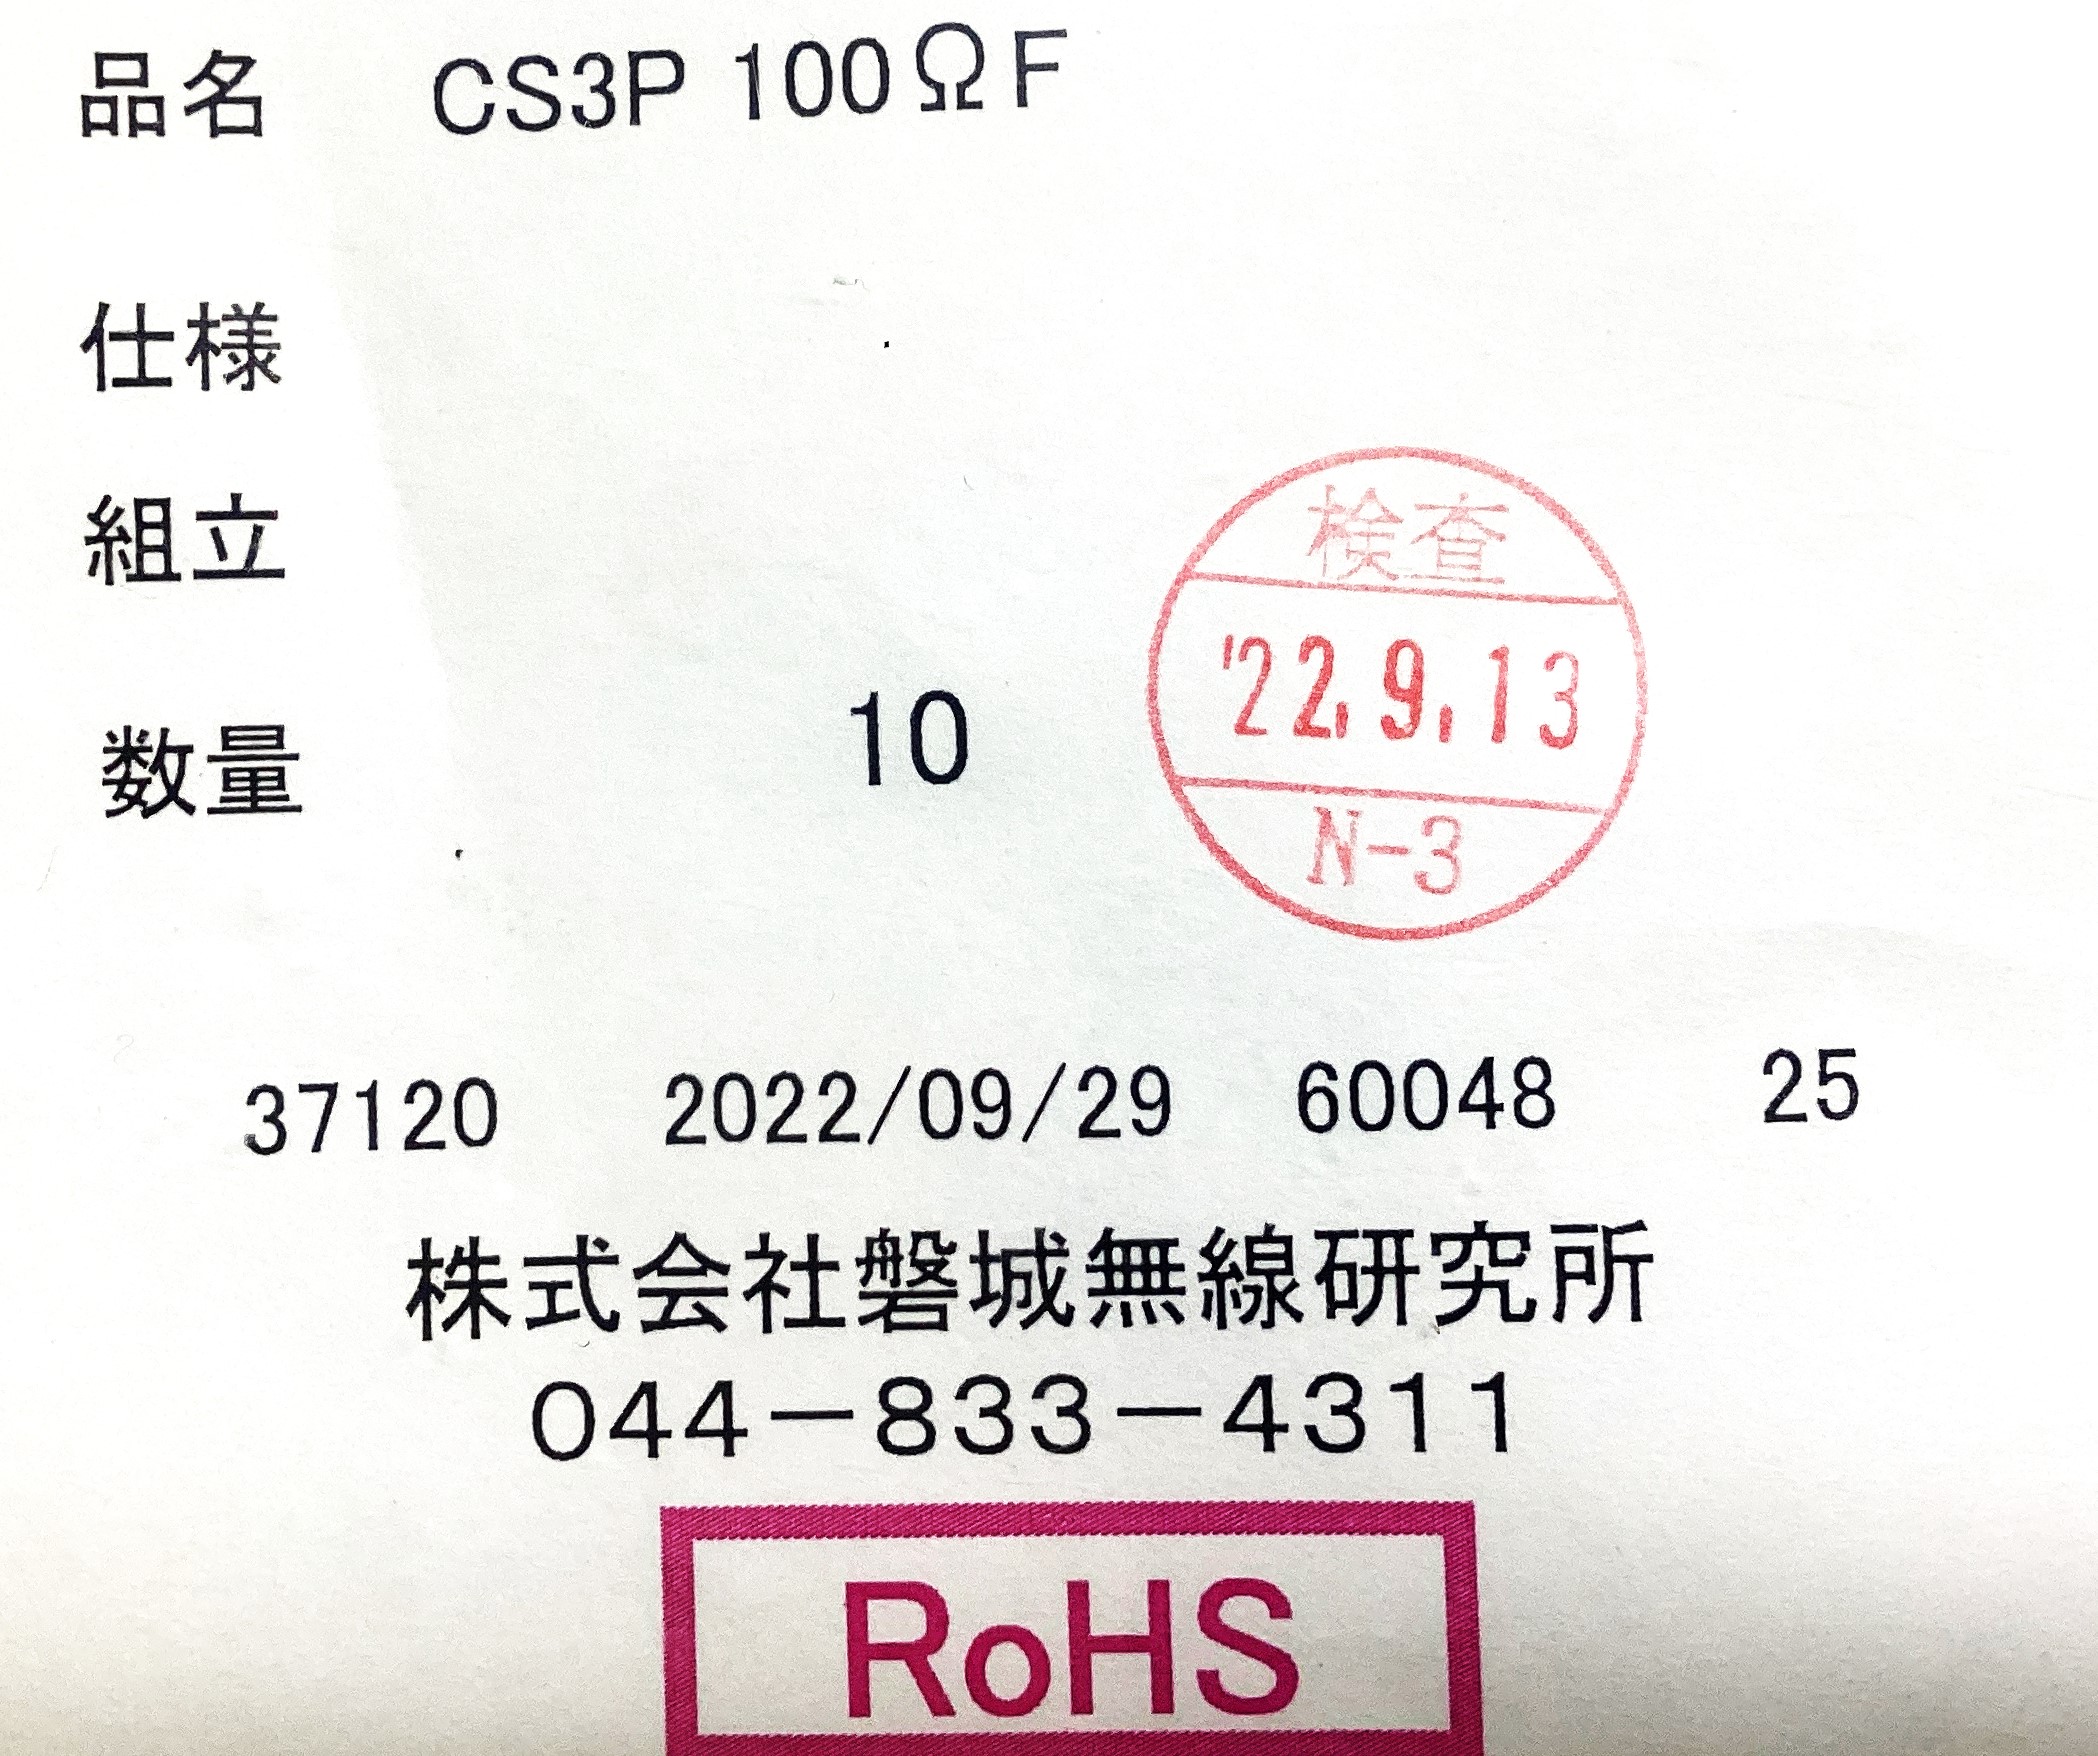 品名 CS3P 100ΩF
仕様
組立
検査
'22.9.13
数量 10
N-3
37120 2022/09/29 60048 25
株式会社磐城無線研究所
044-833-4311
RoHS